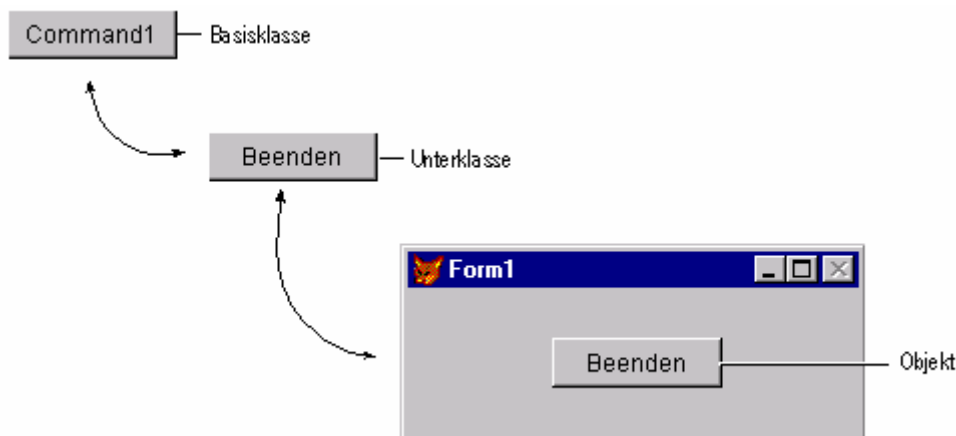 Command1
Basisklasse
Beenden
Unterklasse
Form1
Beenden
Objekt